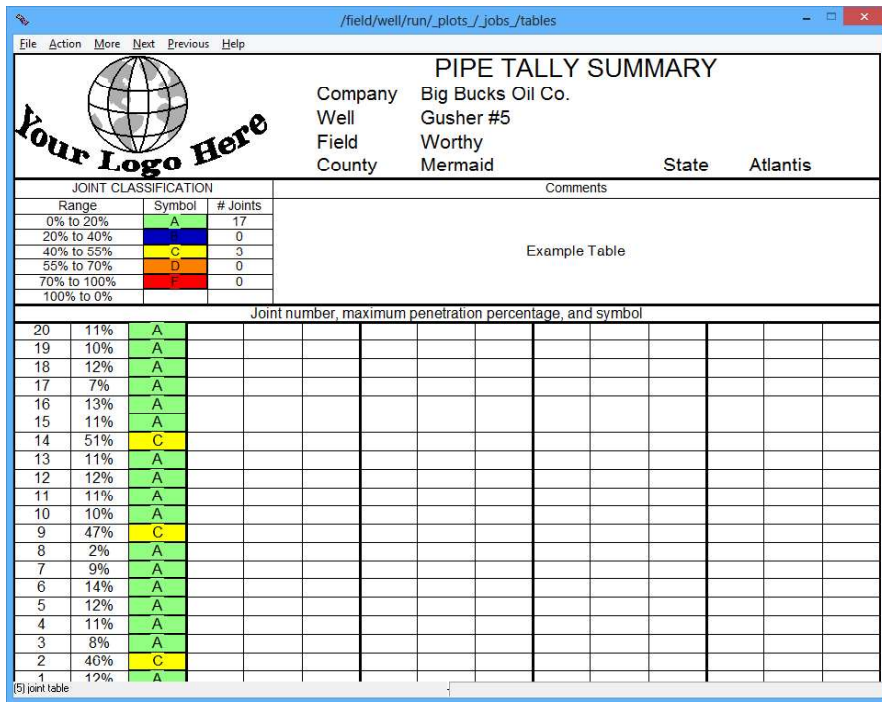 /field/well/run/_plots_/_jobs_/tables
File Action More Next Previous Help
Your Logo Here
PIPE TALLY SUMMARY
Company Big Bucks Oil Co.
Well Gusher #5
Field Worthy
County Mermaid State Atlantis
JOINT CLASSIFICATION Comments
Range Symbol # Joints
0% to 20% A 17
20% to 40% B 0
40% to 55% C 3
55% to 70% D 0
70% to 100% F 0
100% to 0%
Example Table
Joint number, maximum penetration percentage, and symbol
20 11% A
19 10% A
18 12% A
17 7% A
16 13% A
15 11% A
14 51% C
13 11% A
12 12% A
11 11% A
10 10% A
9 47% C
8 2% A
7 9% A
6 14% A
5 12% A
4 11% A
3 8% A
2 46% C
1 12% A
(5) joint table